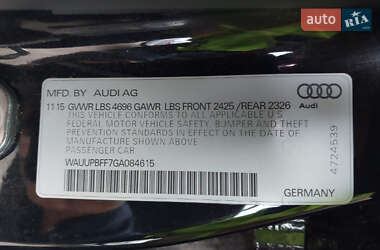 auto RIA.com
MFD. BY AUDI AG
11 15 GVWR LBS 4696 GAWR LBS FRONT 2425 / REAR 2326
THIS VEHICLE CONFORMS TO ALL APPLICABLE U S
FEDERAL MOTOR VEHICLE SAFETY, BUMPER AND THEFT
PREVENTION STANDARDS IN EFFECT ON THE DATE
OF MANUFACTURE SHOWN ABOVE
PASSENGER CAR
WAUUPBFF7GA084615
GERMANY
Audi
4724539